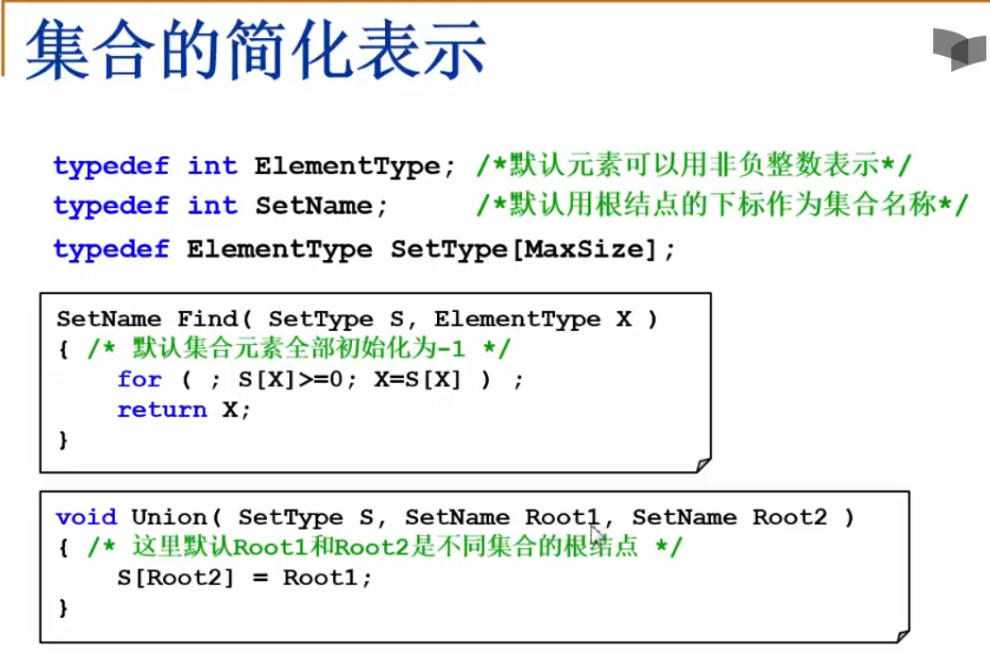 集合的简化表示
typedef int ElementType; /*默认元素可以用非负整数表示*/
typedef int SetName; /*默认用根结点的下标作为集合名称*/
typedef ElementType SetType[MaxSize];
SetName Find( SetType S, ElementType X )
{ /* 默认集合元素全部初始化为-1 */
for ( ; S[X]>=0; X=S[X] ) ;
return X;
}
void Union( SetType S, SetName Root1, SetName Root2 )
{ /* 这里默认Root1和Root2是不同集合的根结点 */
S[Root2] = Root1;
}